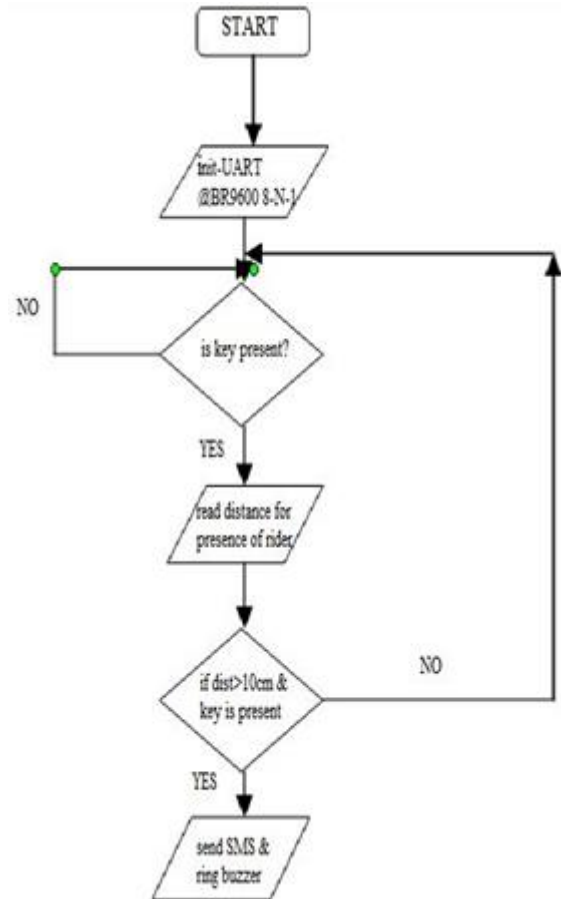 START
init-UART
@BR9600 8-N-1
NO
is key present?
YES
read distance for
presence of rider
if dist>10cm &
key is present
NO
YES
send SMS &
ring buzzer